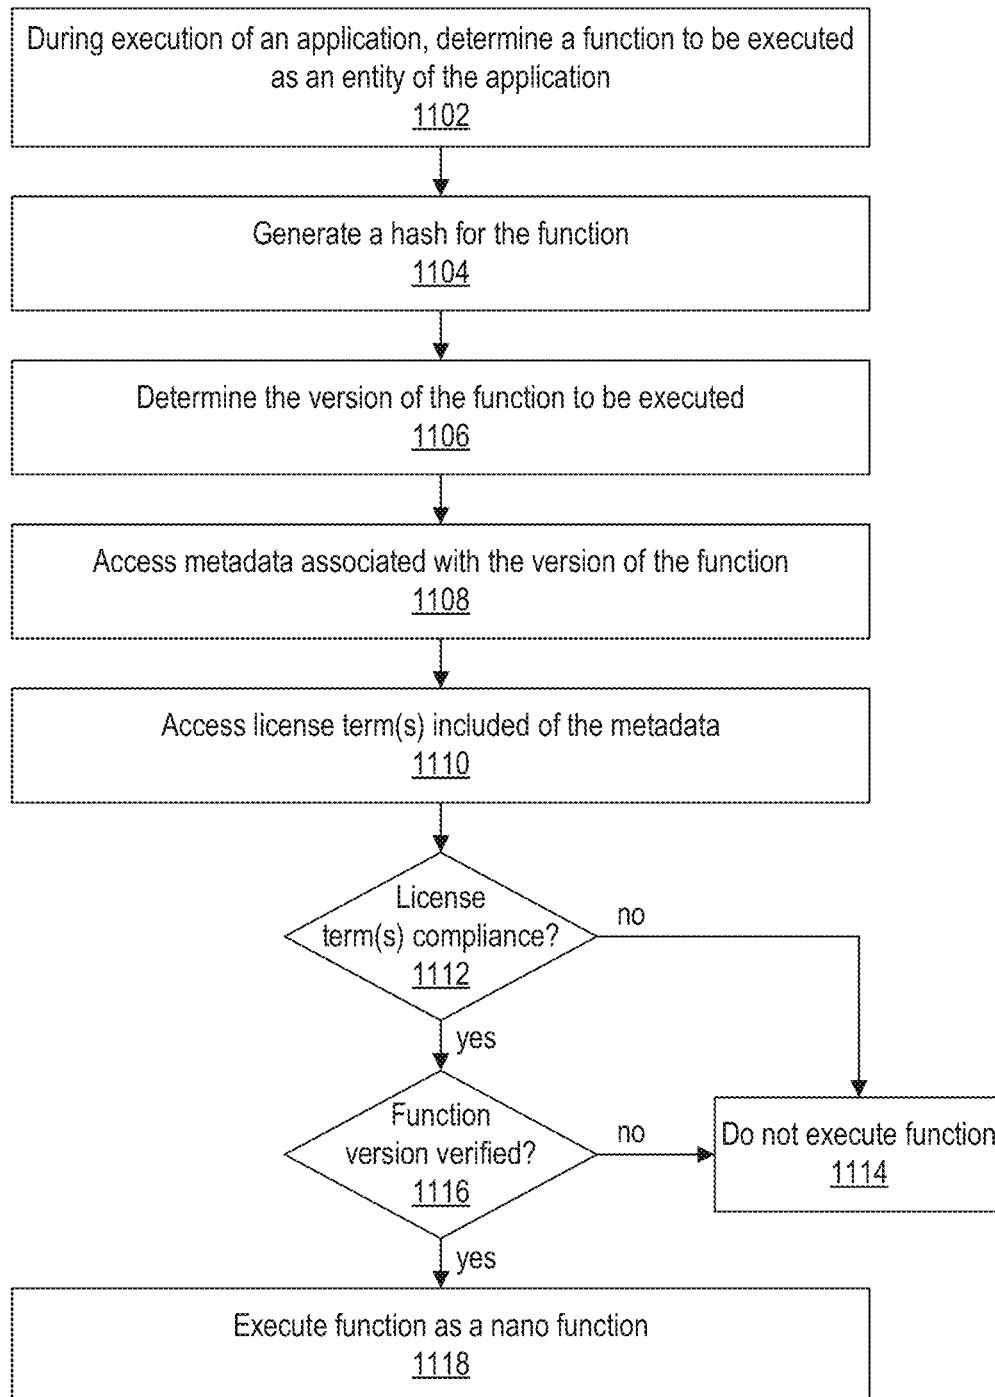 During execution of an application, determine a function to be executed
as an entity of the application
1102
Generate a hash for the function
1104
Determine the version of the function to be executed
1106
Access metadata associated with the version of the function
1108
Access license term(s) included of the metadata
1110
License
term(s) compliance?
1112
no
yes
Function
version verified?
1116
no
Do not execute function
1114
yes
Execute function as a nano function
1118